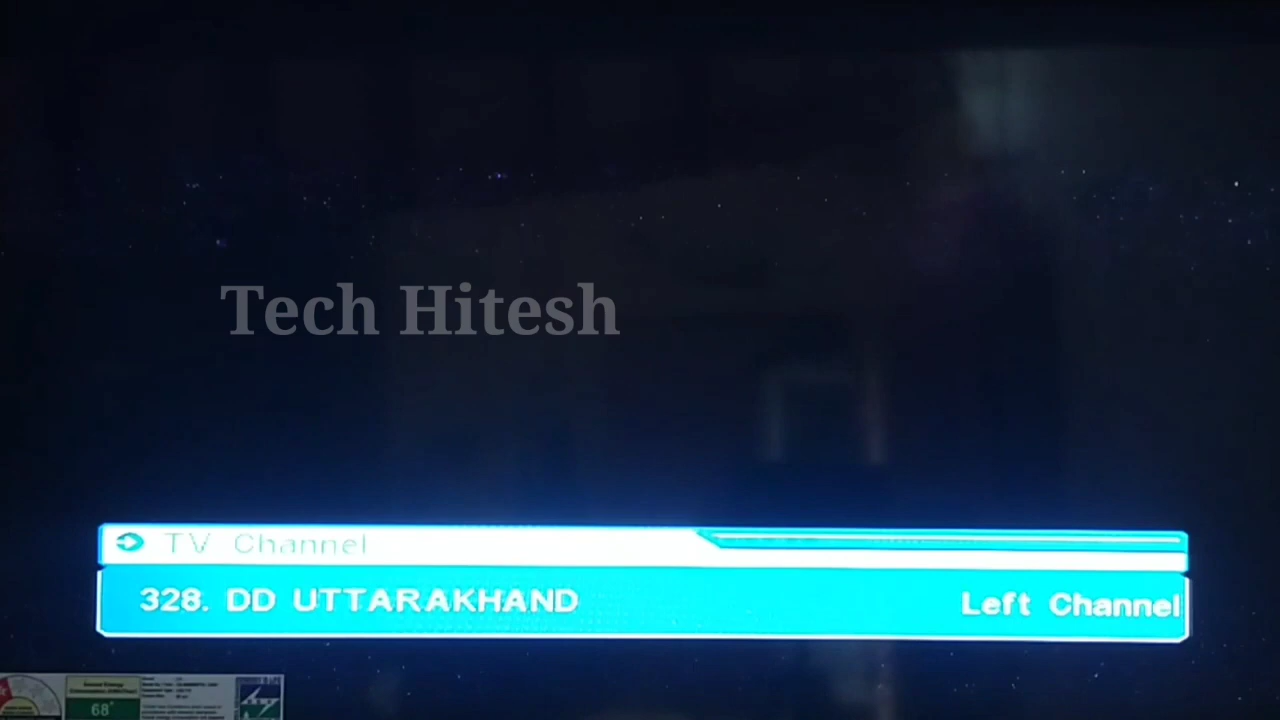 Tech Hitesh
TV Channel
328. DD UTTARAKHAND
Left Channel
68